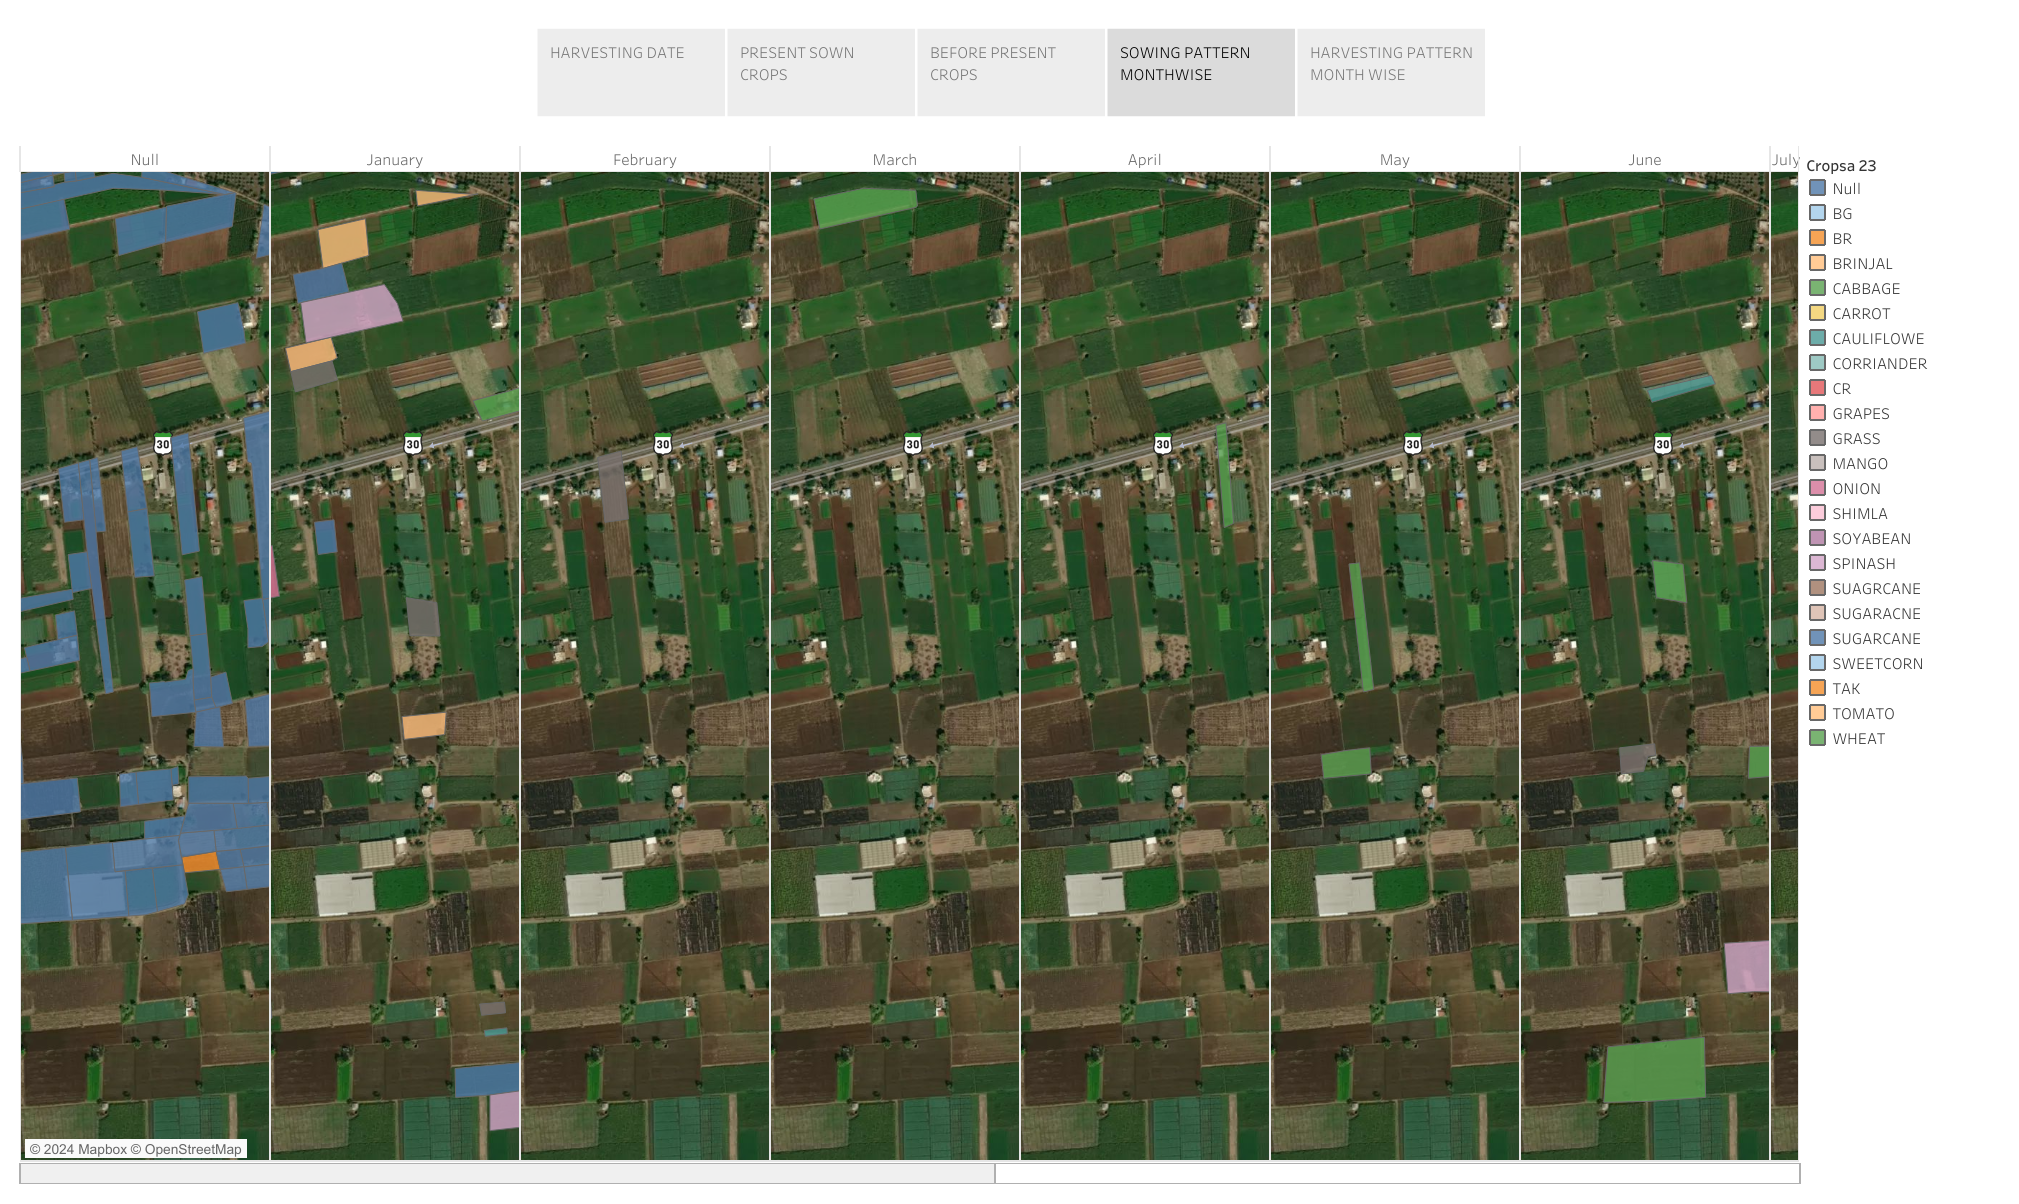 HARVESTING DATE
PRESENT SOWN
CROPS
BEFORE PRESENT
CROPS
SOWING PATTERN
MONTHWISE
HARVESTING PATTERN
MONTH WISE
Null
January
February
March
April
May
June
July
Cropsa 23
Null
BG
BR
BRINJAL
CABBAGE
CARROT
CAULIFLOWE
CORRIANDER
CR
GRAPES
GRASS
MANGO
ONION
SHIMLA
SOYABEAN
SPINASH
SUAGRCANE
SUGARACNE
SUGARCANE
SWEETCORN
TAK
TOMATO
WHEAT
30
30
30
30
30
30
30
© 2024 Mapbox © OpenStreetMap